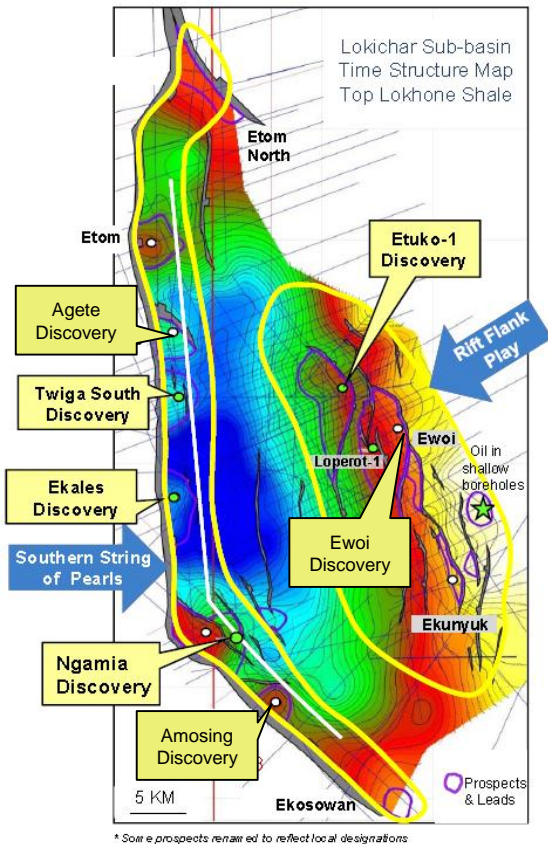 Lokichar Sub-basin
Time Structure Map
Top Lokhone Shale
Etom
North
Etom
Etuko-1
Discovery
Agete
Discovery
Rift Flank
Play
Twiga South
Discovery
Ewoi
Loperot-1
Oil in
shallow
boreholes
Ekales
Discovery
Ewoi
Discovery
Southern String
of Pearls
Ekunyuk
Ngamia
Discovery
Amosing
Discovery
Prospects
& Leads
5 KM
Ekosowan
* Some prospects renamed to reflect local designations